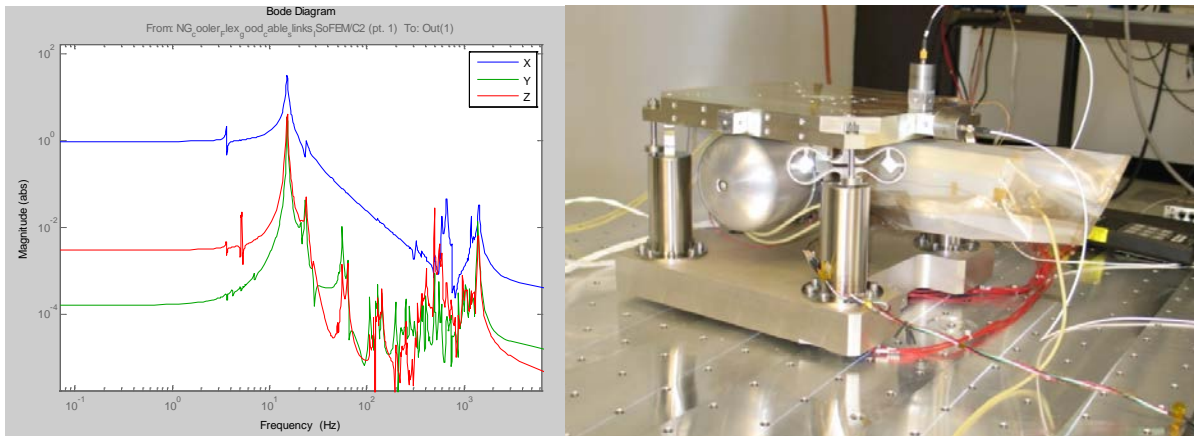 Bode Diagram
From: NG_cooler_Flex_good_cable_slinks_ISoFEM/C2 (pt. 1) To: Out(1)
10^2
X
Y
Z
10^0
Magnitude (abs)
10^-2
10^-4
10^-1 10^0 10^1 10^2 10^3
Frequency (Hz)